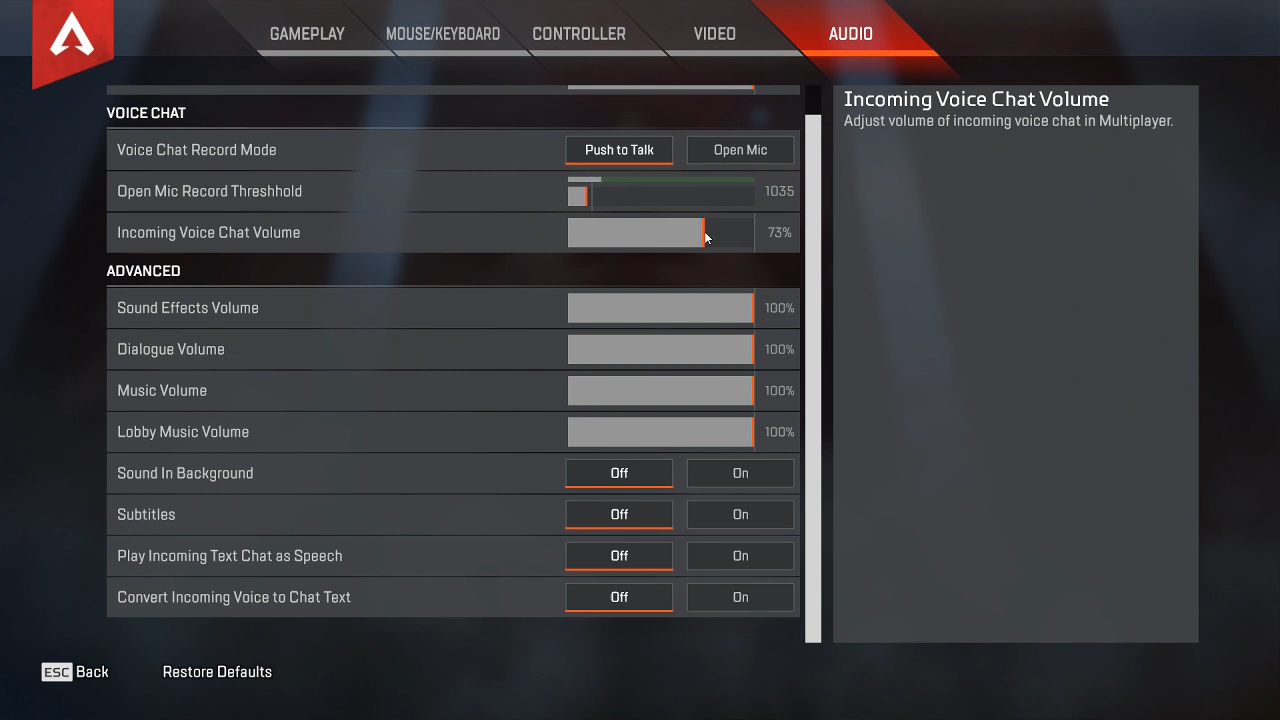 GAMEPLAY MOUSE/KEYBOARD CONTROLLER VIDEO AUDIO
VOICE CHAT
Voice Chat Record Mode Push to Talk Open Mic
Open Mic Record Threshhold 1035
Incoming Voice Chat Volume 73%
ADVANCED
Sound Effects Volume 100%
Dialogue Volume 100%
Music Volume 100%
Lobby Music Volume 100%
Sound In Background Off On
Subtitles Off On
Play Incoming Text Chat as Speech Off On
Convert Incoming Voice to Chat Text Off On
Incoming Voice Chat Volume
Adjust volume of incoming voice chat in Multiplayer.
ESC Back Restore Defaults